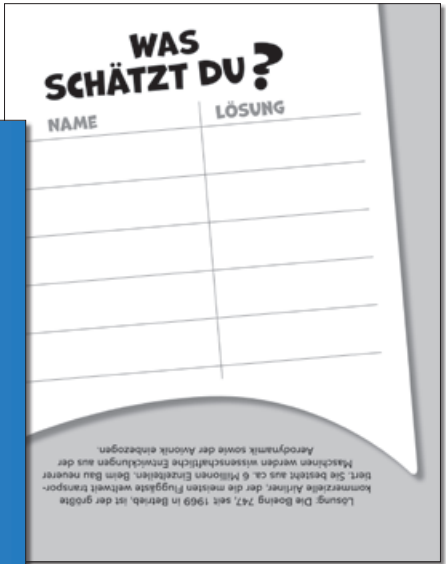 WAS
SCHÄTZT DU?
NAME LÖSUNG
Lösung: Die Boeing 747, seit 1969 in Betrieb, ist der größte
kommerzielle Airliner, der die meisten Fluggäste weltweit transpor-
tiert. Sie besteht aus ca. 6 Millionen Einzelteilen. Beim Bau neuerer
Maschinen werden wissenschaftliche Entwicklungen aus der
Aerodynamik sowie der Avionik einbezogen.